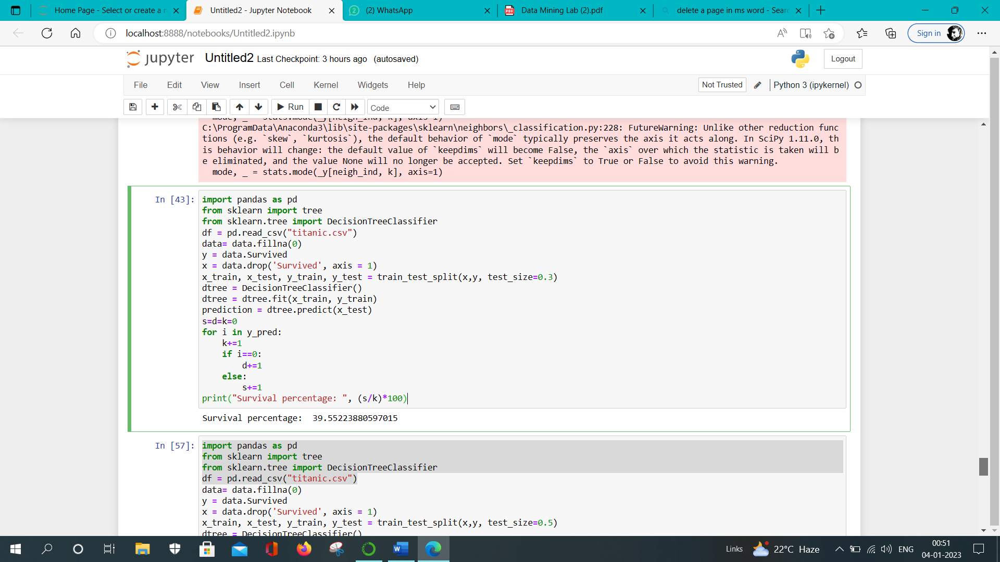 Home Page - Select or create a n
Untitled2 - Jupyter Notebook
(2) WhatsApp
Data Mining Lab (2).pdf
delete a page in ms word - Searc
localhost:8888/notebooks/Untitled2.ipynb
Sign in
jupyter Untitled2 Last Checkpoint: 3 hours ago (autosaved)
Logout
File Edit View Insert Cell Kernel Widgets Help
Not Trusted
Python 3 (ipykernel)
Run
Code
mode, _ = stats.mode(_y[neigh_ind, k], axis=1)
C:\ProgramData\Anaconda3\lib\site-packages\sklearn\neighbors\_classification.py:228: FutureWarning: Unlike other reduction func
tions (e.g. `skew`, `kurtosis`), the default behavior of `mode` typically preserves the axis it acts along. In SciPy 1.11.0, th
is behavior will change: the default value of `keepdims` will become False, the `axis` over which the statistic is taken will b
e eliminated, and the value None will no longer be accepted. Set `keepdims` to True or False to avoid this warning.
  mode, _ = stats.mode(_y[neigh_ind, k], axis=1)
In [43]:
import pandas as pd
from sklearn import tree
from sklearn.tree import DecisionTreeClassifier
df = pd.read_csv("titanic.csv")
data= data.fillna(0)
y = data.Survived
x = data.drop('Survived', axis = 1)
x_train, x_test, y_train, y_test = train_test_split(x,y, test_size=0.3)
dtree = DecisionTreeClassifier()
dtree = dtree.fit(x_train, y_train)
prediction = dtree.predict(x_test)
s=d=k=0
for i in y_pred:
    k+=1
    if i==0:
        d+=1
    else:
        s+=1
print("Survival percentage: ", (s/k)*100)
Survival percentage:  39.55223880597015
In [57]:
import pandas as pd
from sklearn import tree
from sklearn.tree import DecisionTreeClassifier
df = pd.read_csv("titanic.csv")
data= data.fillna(0)
y = data.Survived
x = data.drop('Survived', axis = 1)
x_train, x_test, y_train, y_test = train_test_split(x,y, test_size=0.5)
dtree = DecisionTreeClassifier()
Links
22°C Haze
ENG
00:51
04-01-2023